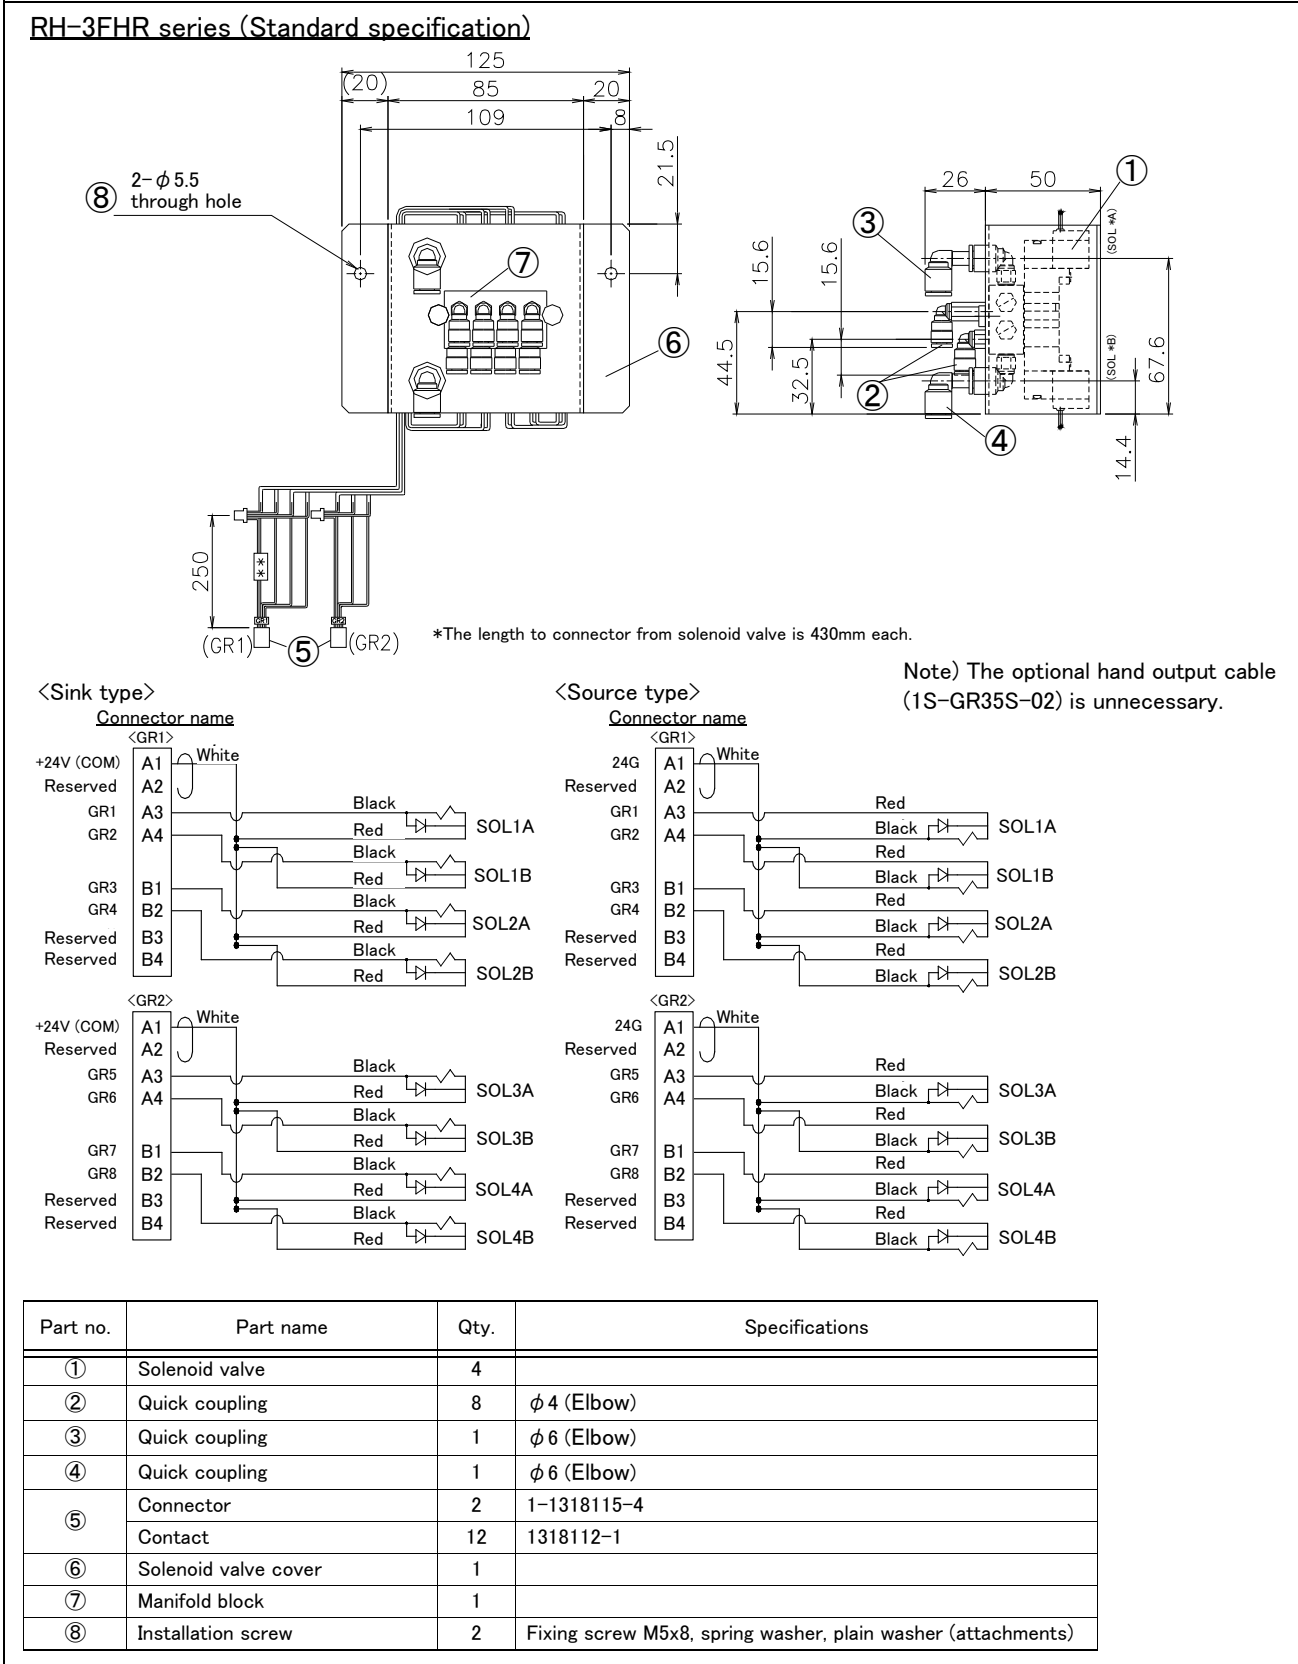 RH-3FHR series (Standard specification)
125
(20) 85 20
109 8
21.5
⑧ 2-φ5.5
through hole
⑦
⑥
250
**
GR GR
(GR1) ⑤ (GR2)
*The length to connector from solenoid valve is 430mm each.
26 50 ①
③
15.6 15.6
44.5 32.5
②
④
(SOL *A)
(SOL *B)
67.6
14.4
Note) The optional hand output cable
(1S-GR35S-02) is unnecessary.
<Sink type>
Connector name
<GR1>
+24V (COM) A1 White
Reserved A2
GR1 A3 Black
GR2 A4 Red SOL1A
Black
Red SOL1B
GR3 B1 Black
GR4 B2 Red SOL2A
Reserved B3 Black
Reserved B4 Red SOL2B
<GR2>
+24V (COM) A1 White
Reserved A2
GR5 A3 Black
GR6 A4 Red SOL3A
Black
Red SOL3B
GR7 B1 Black
GR8 B2 Red SOL4A
Reserved B3 Black
Reserved B4 Red SOL4B
<Source type>
Connector name
<GR1>
24G A1 White
Reserved A2
GR1 A3 Red
GR2 A4 Black SOL1A
Red
Black SOL1B
GR3 B1 Red
GR4 B2 Black SOL2A
Reserved B3 Red
Reserved B4 Black SOL2B
<GR2>
24G A1 White
Reserved A2
GR5 A3 Red
GR6 A4 Black SOL3A
Red
Black SOL3B
GR7 B1 Red
GR8 B2 Black SOL4A
Reserved B3 Red
Reserved B4 Black SOL4B
Part no. Part name Qty. Specifications
① Solenoid valve 4
② Quick coupling 8 φ4 (Elbow)
③ Quick coupling 1 φ6 (Elbow)
④ Quick coupling 1 φ6 (Elbow)
⑤ Connector 2 1-1318115-4
Contact 12 1318112-1
⑥ Solenoid valve cover 1
⑦ Manifold block 1
⑧ Installation screw 2 Fixing screw M5x8, spring washer, plain washer (attachments)